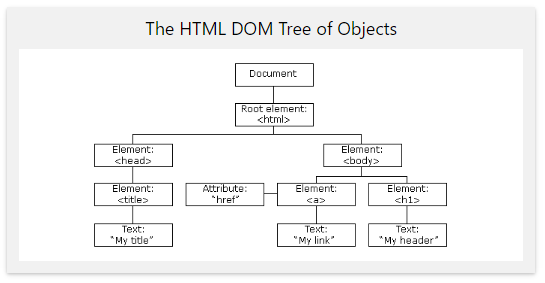 The HTML DOM Tree of Objects
Document
Root element:
<html>
Element:
<head>
Element:
<body>
Element:
<title>
Attribute:
"href"
Element:
<a>
Element:
<h1>
Text:
"My title"
Text:
"My link"
Text:
"My header"